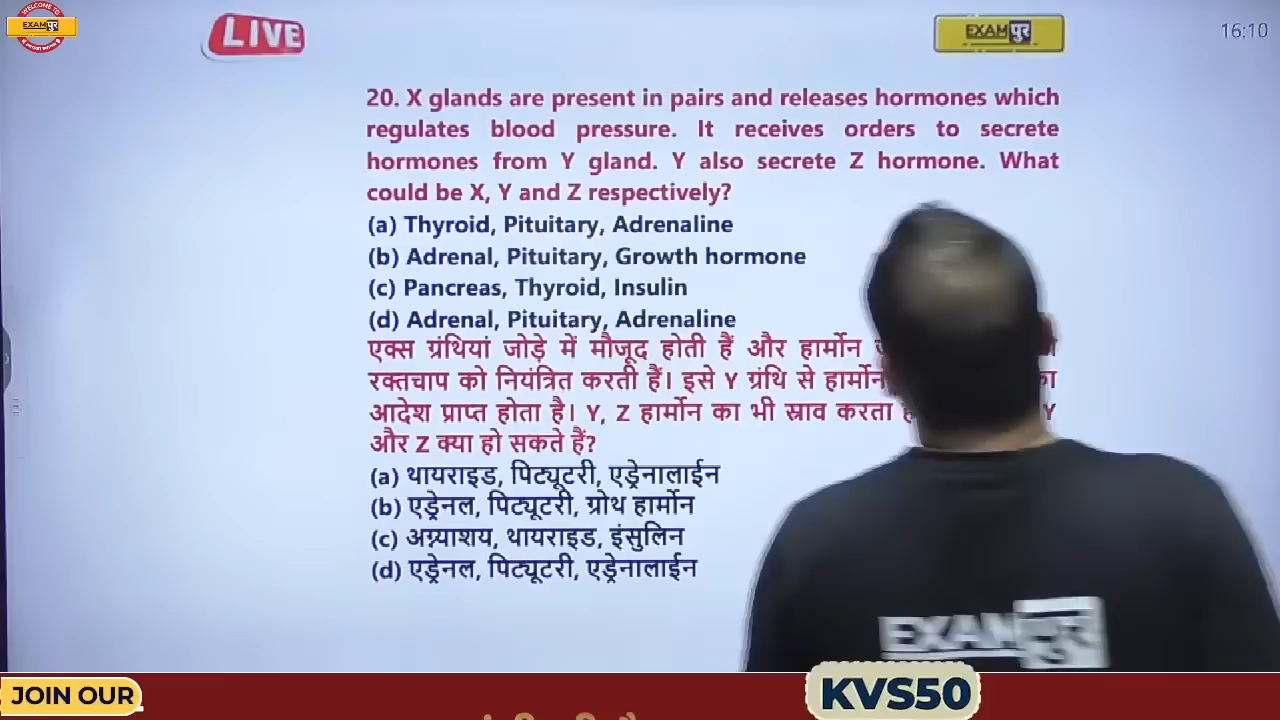 WELCOME TO
EXAMपुर
LIVE
EXAMपुर
16:10
20. X glands are present in pairs and releases hormones which
regulates blood pressure. It receives orders to secrete
hormones from Y gland. Y also secrete Z hormone. What
could be X, Y and Z respectively?
(a) Thyroid, Pituitary, Adrenaline
(b) Adrenal, Pituitary, Growth hormone
(c) Pancreas, Thyroid, Insulin
(d) Adrenal, Pituitary, Adrenaline
एक्स ग्रंथियां जोड़े में मौजूद होती हैं और हार्मोन
रक्तचाप को नियंत्रित करती हैं। इसे Y ग्रंथि से हार्मोन
आदेश प्राप्त होता है। Y, Z हार्मोन का भी स्राव करता Y
और Z क्या हो सकते हैं?
(a) थायराइड, पिट्यूटरी, एड्रेनालाईन
(b) एड्रेनल, पिट्यूटरी, ग्रोथ हार्मोन
(c) अग्न्याशय, थायराइड, इंसुलिन
(d) एड्रेनल, पिट्यूटरी, एड्रेनालाईन
EXAMपुर
JOIN OUR
KVS50